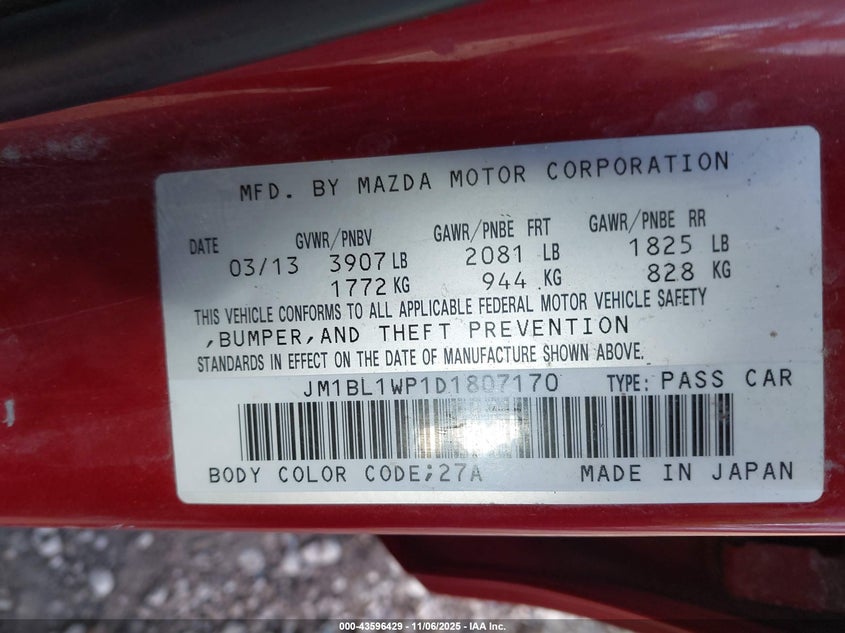 MFD. BY MAZDA MOTOR CORPORATION
DATE GVWR/PNBV GAWR/PNBE FRT GAWR/PNBE RR
03/13 3907 LB 2081 LB 1825 LB
1772 KG 944 KG 828 KG
THIS VEHICLE CONFORMS TO ALL APPLICABLE FEDERAL MOTOR VEHICLE SAFETY
,BUMPER,AND THEFT PREVENTION
STANDARDS IN EFFECT ON THE DATE OF MANUFACTURE SHOWN ABOVE.
JM1BL1WP1D1807170 TYPE: PASS CAR
BODY COLOR CODE;27A MADE IN JAPAN
000-43596429 - 11/06/2025 - IAA Inc.